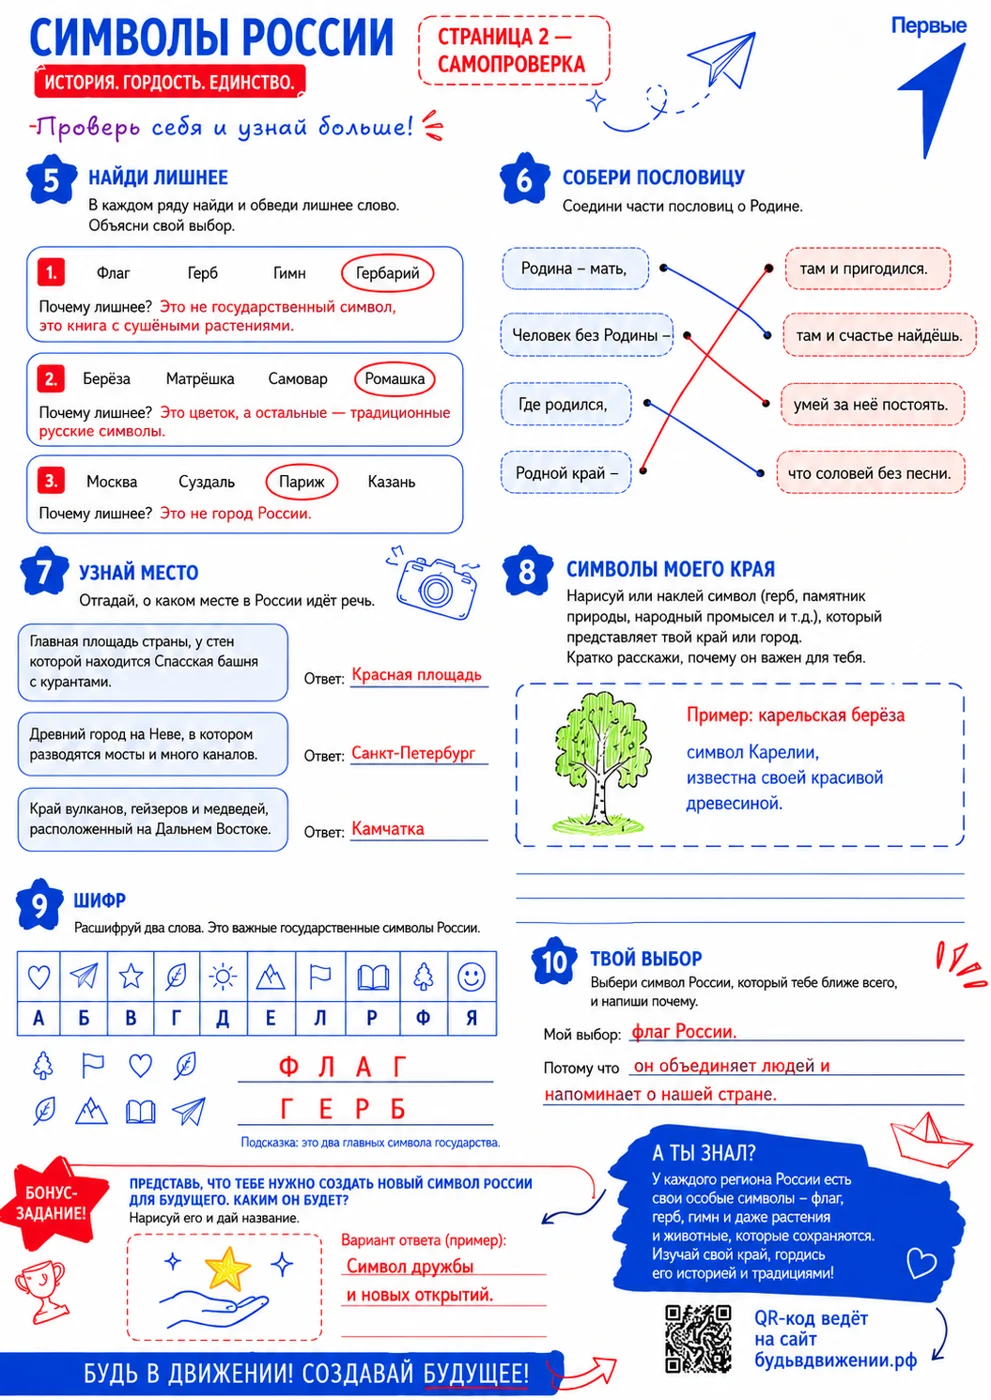 СИМВОЛЫ РОССИИ
ИСТОРИЯ. ГОРДОСТЬ. ЕДИНСТВО.
СТРАНИЦА 2 —
САМОПРОВЕРКА
Первые
-Проверь себя и узнай больше!
5
НАЙДИ ЛИШНЕЕ
В каждом ряду найди и обведи лишнее слово.
Объясни свой выбор.
1. Флаг Герб Гимн Гербарий
Почему лишнее? Это не государственный символ,
это книга с сушёными растениями.
2. Берёза Матрёшка Самовар Ромашка
Почему лишнее? Это цветок, а остальные — традиционные
русские символы.
3. Москва Суздаль Париж Казань
Почему лишнее? Это не город России.
6
СОБЕРИ ПОСЛОВИЦУ
Соедини части пословиц о Родине.
Родина – мать, там и пригодился.
Человек без Родины – там и счастье найдёшь.
Где родился, умей за неё постоять.
Родной край – что соловей без песни.
7
УЗНАЙ МЕСТО
Отгадай, о каком месте в России идёт речь.
Главная площадь страны, у стен
которой находится Спасская башня
с курантами.
Ответ: Красная площадь
Древний город на Неве, в котором
разводятся мосты и много каналов.
Ответ: Санкт-Петербург
Край вулканов, гейзеров и медведей,
расположенный на Дальнем Востоке.
Ответ: Камчатка
8
СИМВОЛЫ МОЕГО КРАЯ
Нарисуй или наклей символ (герб, памятник
природы, народный промысел и т.д.), который
представляет твой край или город.
Кратко расскажи, почему он важен для тебя.
Пример: карельская берёза
символ Карелии,
известна своей красивой
древесиной.
9
ШИФР
Расшифруй два слова. Это важные государственные символы России.
А Б В Г Д Е Л Р Ф Я
Ф Л А Г
Г Е Р Б
Подсказка: это два главных символа государства.
10
ТВОЙ ВЫБОР
Выбери символ России, который тебе ближе всего,
и напиши почему.
Мой выбор: флаг России.
Потому что он объединяет людей и
напоминает о нашей стране.
БОНУС-
ЗАДАНИЕ!
ПРЕДСТАВЬ, ЧТО ТЕБЕ НУЖНО СОЗДАТЬ НОВЫЙ СИМВОЛ РОССИИ
ДЛЯ БУДУЩЕГО. КАКИМ ОН БУДЕТ?
Нарисуй его и дай название.
Вариант ответа (пример):
Символ дружбы
и новых открытий.
А ТЫ ЗНАЛ?
У каждого региона России есть
свои особые символы – флаг,
герб, гимн и даже растения
и животные, которые сохраняются.
Изучай свой край, гордись
его историей и традициями!
QR-код ведёт
на сайт
будьвдвижении.рф
БУДЬ В ДВИЖЕНИИ! СОЗДАВАЙ БУДУЩЕЕ!